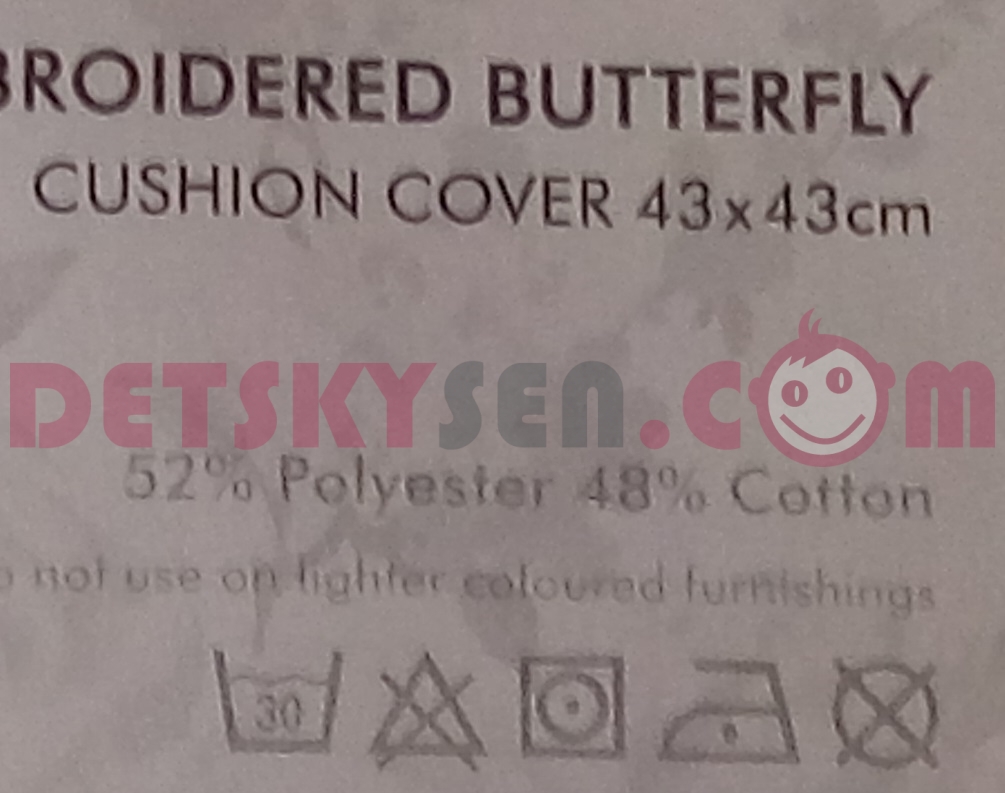 BROIDERED BUTTERFLY
CUSHION COVER 43x43cm
DETSKYSEN.COM
52% Polyester 48% Cotton
not use on lighter coloured furnishings
30